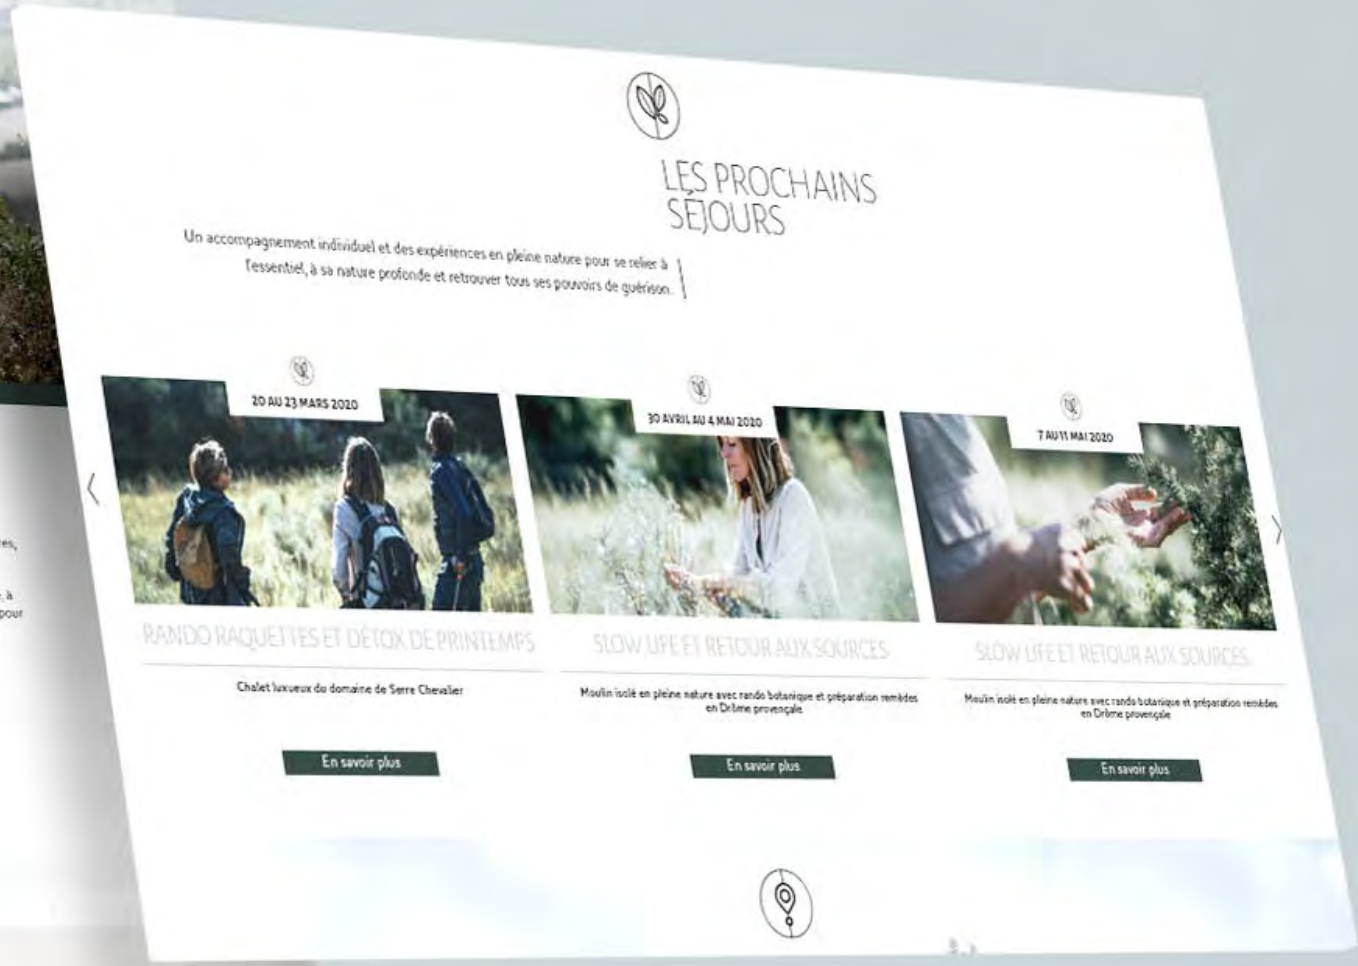 LES PROCHAINS
SÉJOURS
Un accompagnement individuel et des expériences en pleine nature pour se relier à
l'essentiel, à sa nature profonde et retrouver tous ses pouvoirs de guérison.
20 AU 23 MARS 2020
RANDO RAQUETTES ET DÉTOX DE PRINTEMPS
Chalet luxueux du domaine de Serre Chevalier
En savoir plus
30 AVRIL AU 4 MAI 2020
SLOW LIFE ET RETOUR AUX SOURCES
Moulin isolé en pleine nature avec rando botanique et préparation remèdes
en Drôme provençale
En savoir plus
7 AU 11 MAI 2020
SLOW LIFE ET RETOUR AUX SOURCES
Moulin isolé en pleine nature avec rando botanique et préparation remèdes
en Drôme provençale
En savoir plus
à
pour